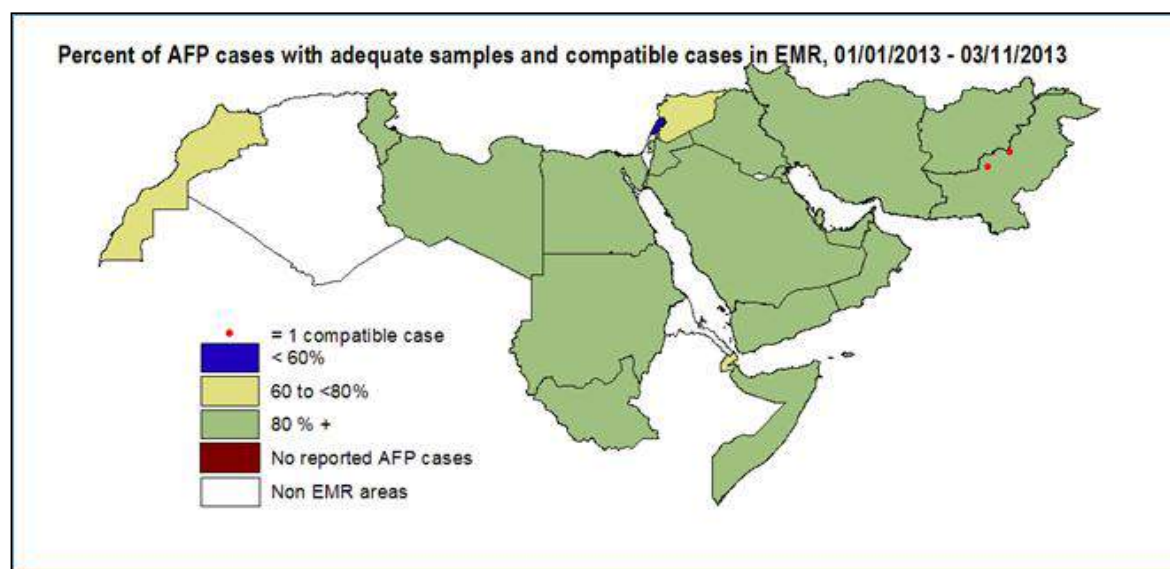 Percent of AFP cases with adequate samples and compatible cases in EMR, 01/01/2013 - 03/11/2013
= 1 compatible case
< 60%
60 to <80%
80 % +
No reported AFP cases
Non EMR areas